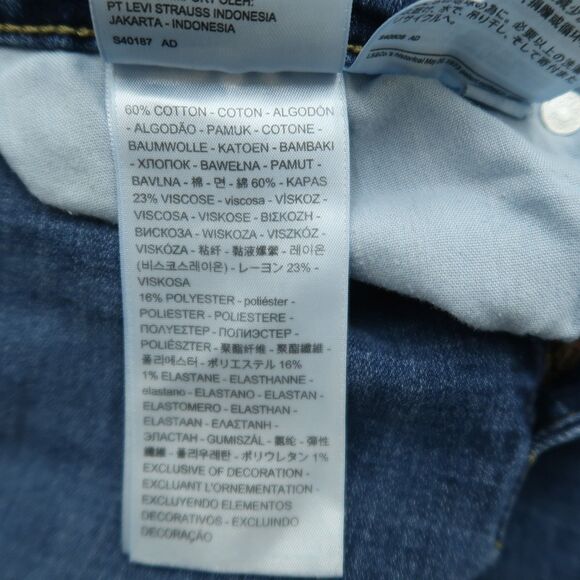 PT LEVI STRAUSS INDONESIA
JAKARTA - INDONESIA
S40187 AD
60% COTTON - COTON - ALGODÓN
- ALGODÃO - PAMUK - COTONE -
BAUMWOLLE - KATOEN - BAMBAKI
- ХЛОПОК - BAWEŁNA - PAMUT -
BAVLNA - 棉 - 면 - 綿 60% - KAPAS
23% VISCOSE - viscosa - VİSKOZ -
VISCOSA - VISKOSE - ΒΙΣΚΟΖΗ -
ВИСКОЗА - WISKOZA - VISZKÓZ -
VISKÓZA - 粘纤 - 黏液螺縈 - 레이온
(비스코스레이온) - レーヨン 23% -
VISKOSA
16% POLYESTER - poliéster -
POLIESTER - POLIESTERE -
ΠΟΛΥΕΣΤΕΡ - ПОЛИЭСТЕР -
POLIÉSZTER - 聚酯纤维 - 聚酯纖維 -
폴리에스터 - ポリエステル 16%
1% ELASTANE - ELASTHANNE -
elastano - ELASTANO - ELASTAN -
ELASTOMERO - ELASTHAN -
ELASTAAN - ΕΛΑΣΤΑΝΗ -
ЭЛАСТАН - GUMISZÁL - 氨纶 - 彈性
纖維 - 폴리우레탄 - ポリウレタン 1%
EXCLUSIVE OF DECORATION -
EXCLUANT L'ORNEMENTATION -
EXCLUYENDO ELEMENTOS
DECORATIVOS - EXCLUINDO
DECORAÇÃO